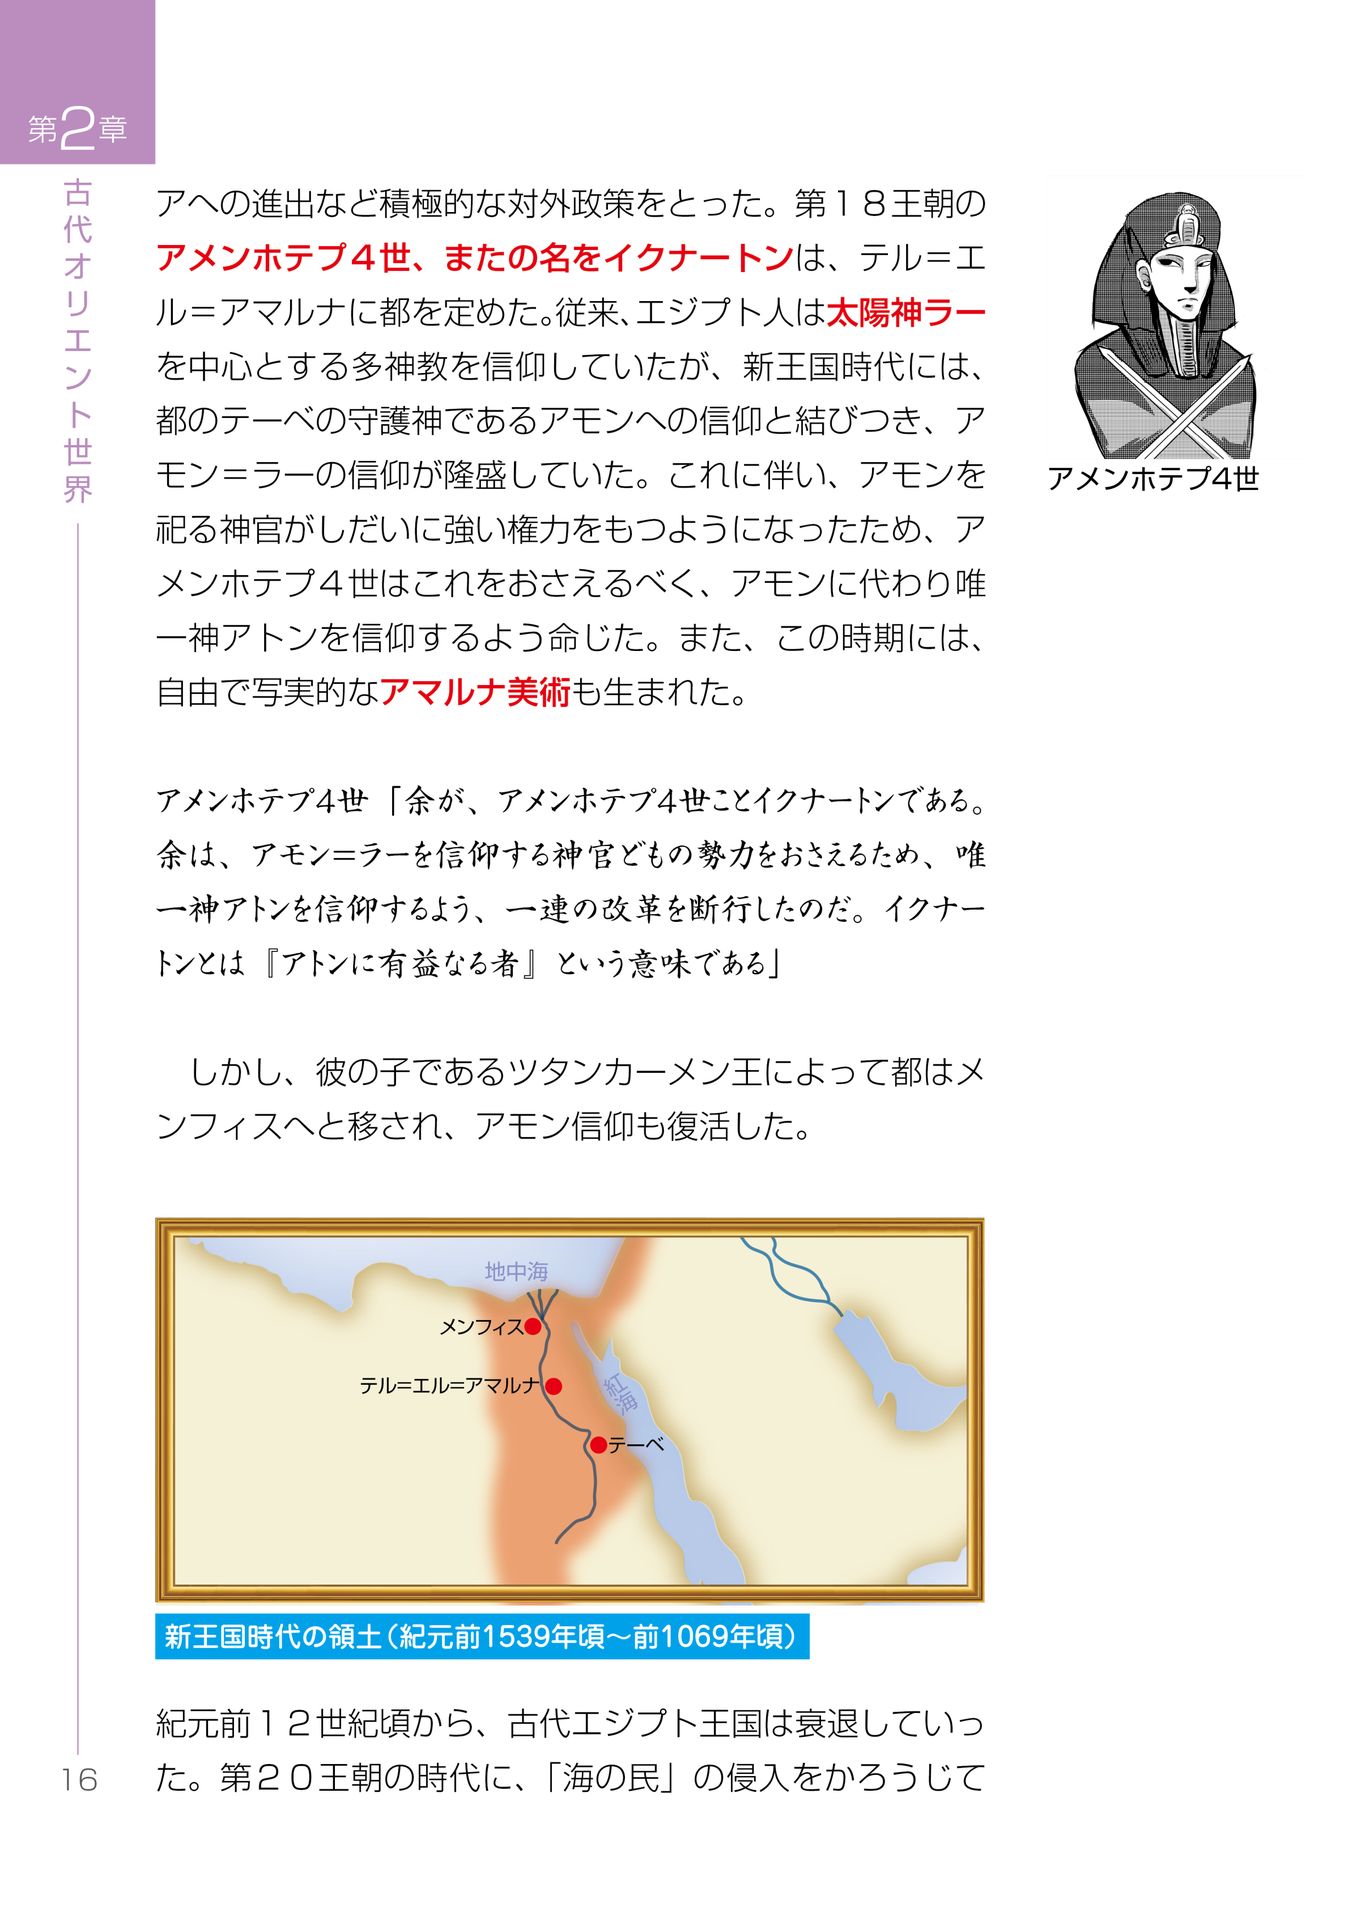 第2章
古代オリエント世界
アへの進出など積極的な対外政策をとった。第１８王朝の
アメンホテプ４世、またの名をイクナートンは、テル＝エ
ル＝アマルナに都を定めた。従来、エジプト人は太陽神ラー
を中心とする多神教を信仰していたが、新王国時代には、
都のテーベの守護神であるアモンへの信仰と結びつき、ア
モン＝ラーの信仰が隆盛していた。これに伴い、アモンを
祀る神官がしだいに強い権力をもつようになったため、ア
メンホテプ４世はこれをおさえるべく、アモンに代わり唯
一神アトンを信仰するよう命じた。また、この時期には、
自由で写実的なアマルナ美術も生まれた。
アメンホテプ4世
アメンホテプ4世「余が、アメンホテプ4世ことイクナートンである。
余は、アモン＝ラーを信仰する神官どもの勢力をおさえるため、唯
一神アトンを信仰するよう、一連の改革を断行したのだ。イクナー
トンとは『アトンに有益なる者』という意味である」
しかし、彼の子であるツタンカーメン王によって都はメ
ンフィスへと移され、アモン信仰も復活した。
地中海
メンフィス
テル=エル=アマルナ
紅海
テーベ
新王国時代の領土（紀元前1539年頃～前1069年頃）
紀元前１２世紀頃から、古代エジプト王国は衰退していっ
た。第２０王朝の時代に、「海の民」の侵入をかろうじて
16